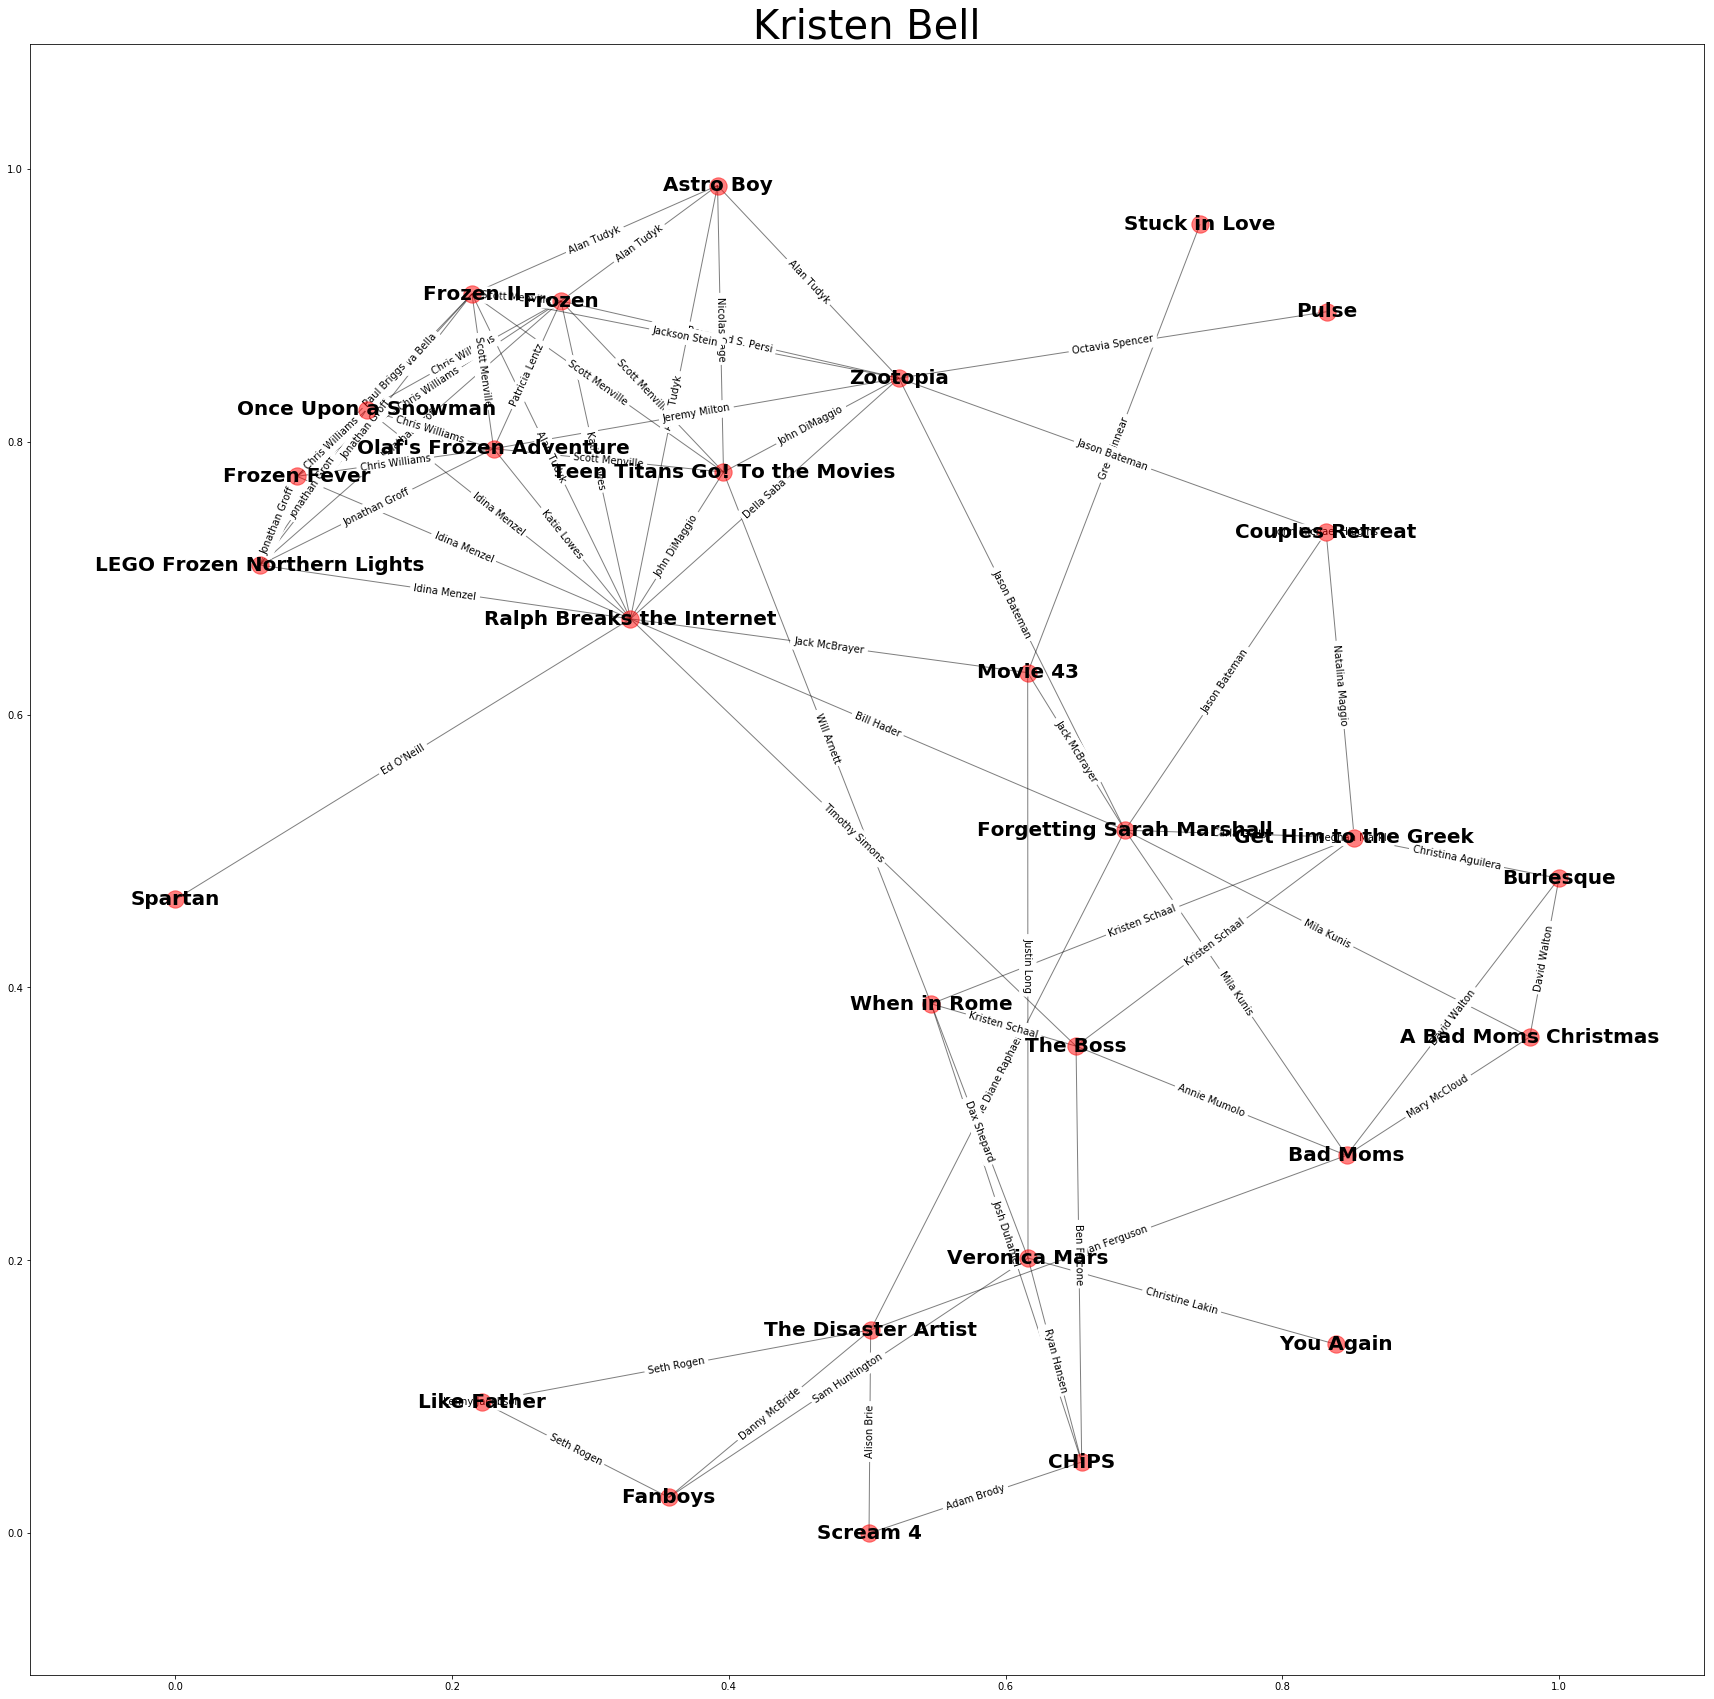 Kristen Bell
1.0
0.8
0.6
0.4
0.2
0.0
Astro Boy
Stuck in Love
Alan Tudyk
Alan Tudyk
Alan Tudyk
Frozen II
Scott Menville
Frozen
Pulse
Nicolas
Jackson Stein
S. Persi
Octavia Spencer
Chris
Paul Briggs
va Bella
Scott Menville
Patricia Lentz
Scott Menville
Scott Menville
Tudyk
Zootopia
Chris Williams
Jonathan Groff
Once Upon a Snowman
Jeremy Milton
John DiMaggio
Chris Williams
Chris Williams
Jason Bateman
Olaf's Frozen Adventure
Chris Williams
Scott Menville
Frozen Fever
Teen Titans Go! To the Movies
Jonathan Groff
Jonathan Groff
Jonathan Groff
Idina Menzel
Katie Lowes
Della Saba
Couples Retreat
Idina Menzel
John DiMaggio
LEGO Frozen Northern Lights
Idina Menzel
Jason Bateman
Ralph Breaks the Internet
Jack McBrayer
Movie 43
Jason Bateman
Natalina Maggio
Bill Hader
Will Arnett
Jack McBrayer
Ed O'Neill
Timothy Simons
Forgetting Sarah Marshall
Get Him to the Greek
Christina Aguilera
Burlesque
Spartan
Kristen Schaal
Kristen Schaal
Mila Kunis
David Walton
Justin Long
Mila Kunis
When in Rome
Kristen Schaal
David Walton
The Boss
A Bad Moms Christmas
Diane Raphael
Annie Mumolo
Mary McCloud
Dax Shepard
Bad Moms
Josh Duhamel
Ferguson
Ben
Veronica Mars
Christine Lakin
The Disaster Artist
You Again
Seth Rogen
Sam Huntington
Ryan Hansen
Like Father
Danny McBride
Alison Brie
Seth Rogen
CHiPS
Adam Brody
Fanboys
Scream 4
0.0
0.2
0.4
0.6
0.8
1.0